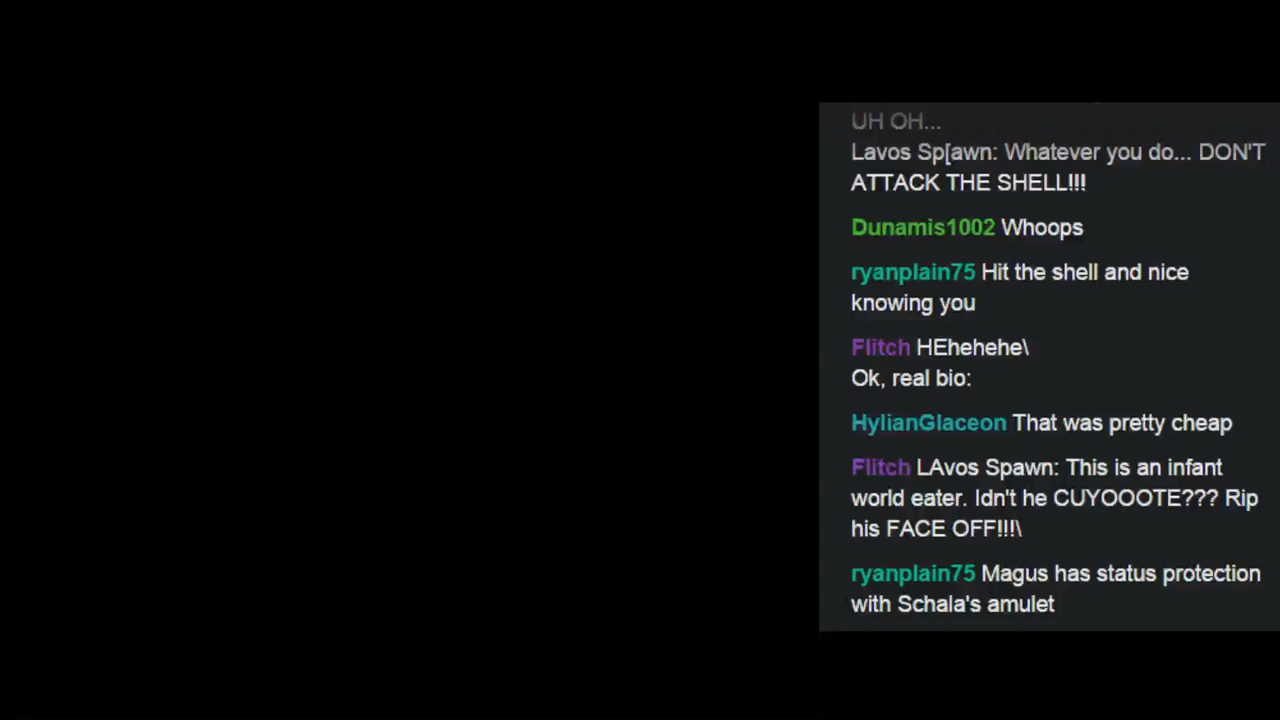 UH OH...
Lavos Sp[awn: Whatever you do... DON'T
ATTACK THE SHELL!!!
Dunamis1002 Whoops
ryanplain75 Hit the shell and nice
knowing you
Flitch HEhehehe\
Ok, real bio:
HylianGlaceon That was pretty cheap
Flitch LAvos Spawn: This is an infant
world eater. Idn't he CUYOOOTE??? Rip
his FACE OFF!!!\
ryanplain75 Magus has status protection
with Schala's amulet